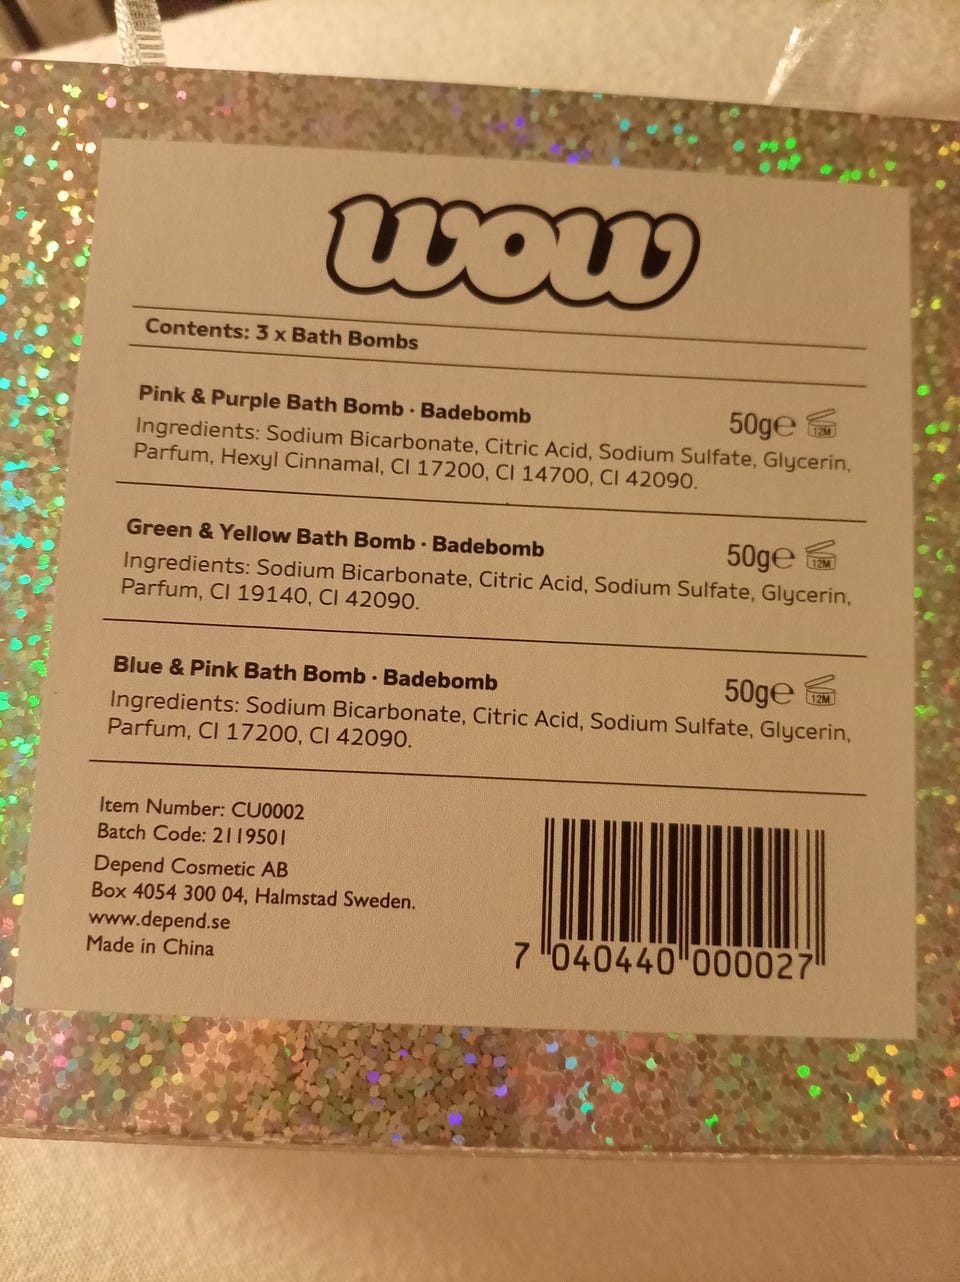 wow
Contents: 3 x Bath Bombs
Pink & Purple Bath Bomb · Badebomb 50g℮ 12M
Ingredients: Sodium Bicarbonate, Citric Acid, Sodium Sulfate, Glycerin,
Parfum, Hexyl Cinnamal, CI 17200, CI 14700, CI 42090.
Green & Yellow Bath Bomb · Badebomb 50g℮ 12M
Ingredients: Sodium Bicarbonate, Citric Acid, Sodium Sulfate, Glycerin,
Parfum, CI 19140, CI 42090.
Blue & Pink Bath Bomb · Badebomb 50g℮ 12M
Ingredients: Sodium Bicarbonate, Citric Acid, Sodium Sulfate, Glycerin,
Parfum, CI 17200, CI 42090.
Item Number: CU0002
Batch Code: 2119501
Depend Cosmetic AB
Box 4054 300 04, Halmstad Sweden.
www.depend.se
Made in China
7 040440 000027